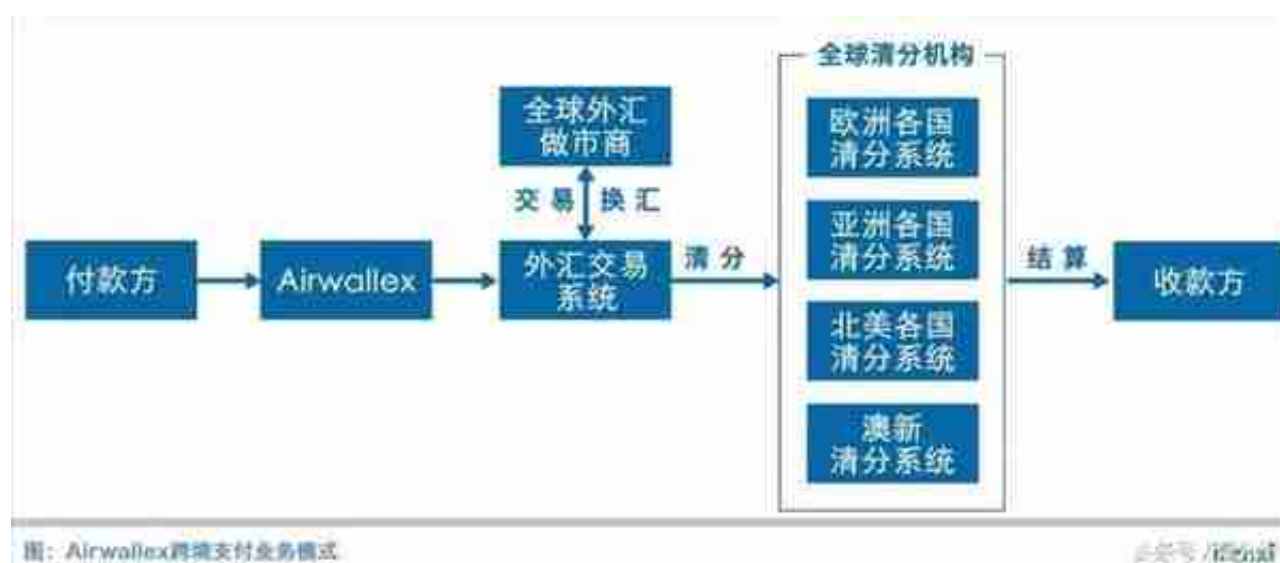 全球清分机构
全球外汇
做市商
欧洲各国
清分系统
交易 换汇
亚洲各国
清分系统
付款方
Airwallex
外汇交易
系统
清分
结算
收款方
北美各国
清分系统
澳新
清分系统
图：Airwallex跨境支付业务模式